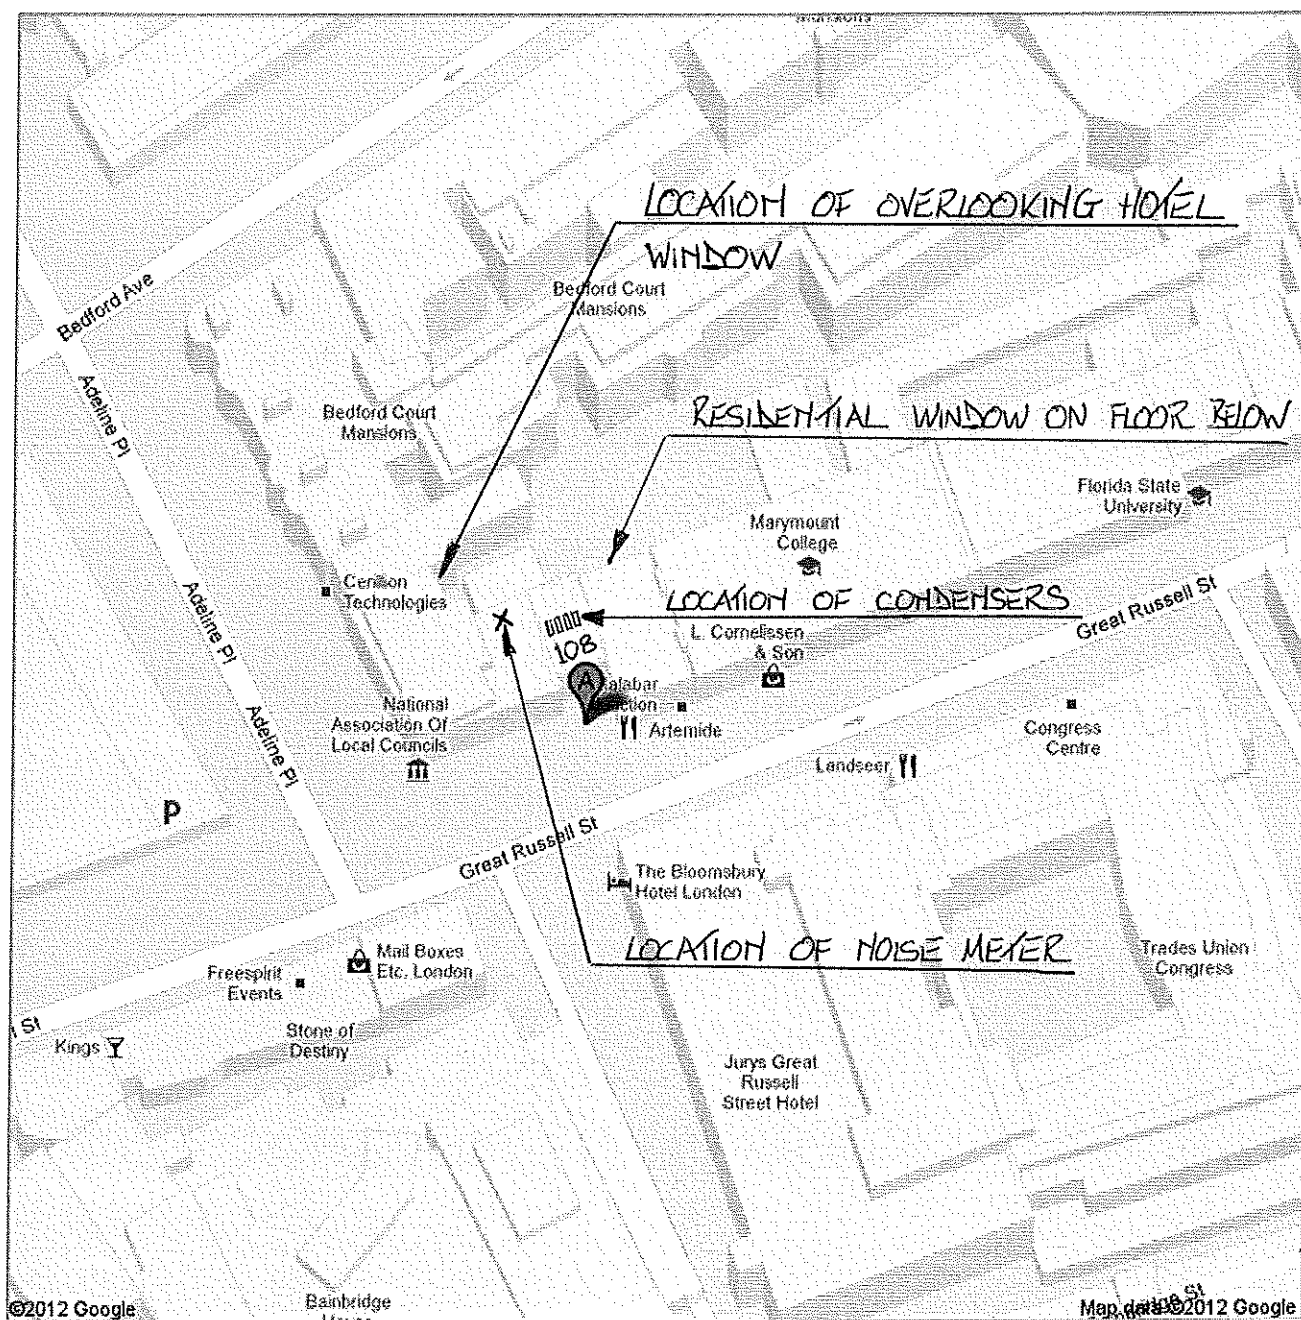 LOCATION OF OVERLOOKING HOTEL
WINDOW
Bedford Court
Mansions
Bedford Ave
Adeline Pl
RESIDENTIAL WINDOW ON FLOOR BELOW
Bedford Court
Mansions
Florida State
University
Marymount
College
Cerillion
Technologies
LOCATION OF CONDENSERS
Great Russell St
Adeline Pl
L. Cornelissen
& Son
108
A
National
Association Of
Local Councils
Artemide
Adeline Pl
Congress
Centre
Landseer
P
Great Russell St
The Bloomsbury
Hotel London
LOCATION OF NOISE METER
Mail Boxes
Etc. London
Freespirit
Events
Trades Union
Congress
Stone of
Destiny
St
Kings
Jurys Great
Russell
Street Hotel
Bainbridge
©2012 Google
Map data ©2012 Google